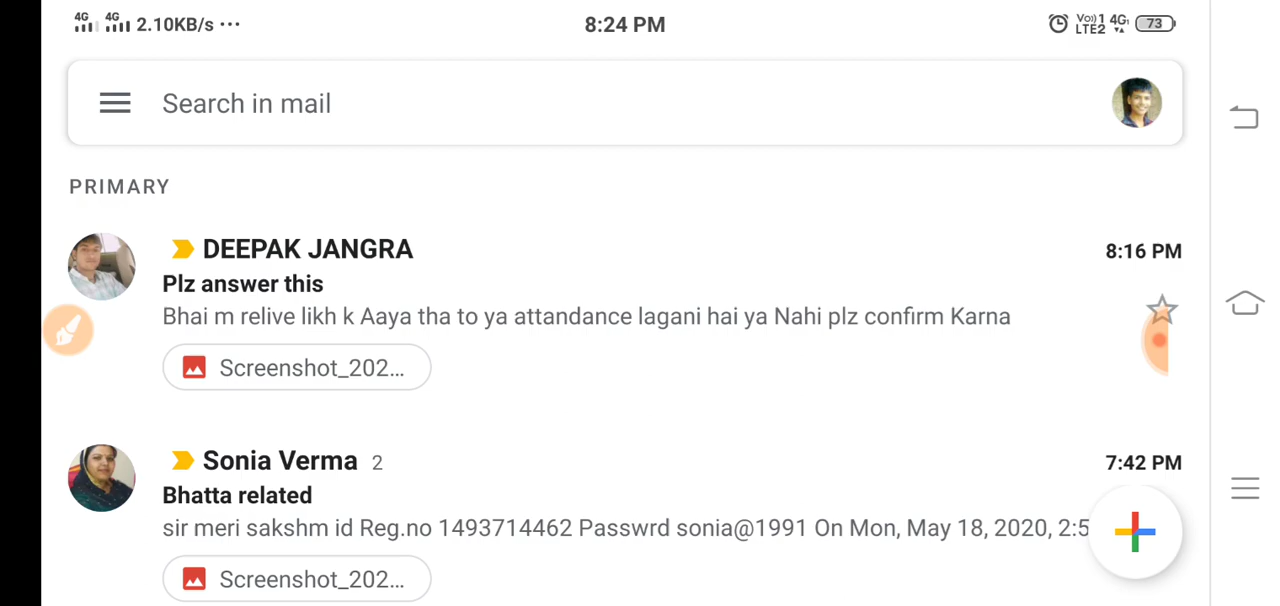 4G 4G 2.10KB/s ...
8:24 PM
Vo)) 1 4G
LTE2
73
Search in mail
PRIMARY
DEEPAK JANGRA 8:16 PM
Plz answer this
Bhai m relive likh k Aaya tha to ya attandance lagani hai ya Nahi plz confirm Karna
Screenshot_202...
Sonia Verma 2 7:42 PM
Bhatta related
sir meri sakshm id Reg.no 1493714462 Passwrd sonia@1991 On Mon, May 18, 2020, 2:5
Screenshot_202...